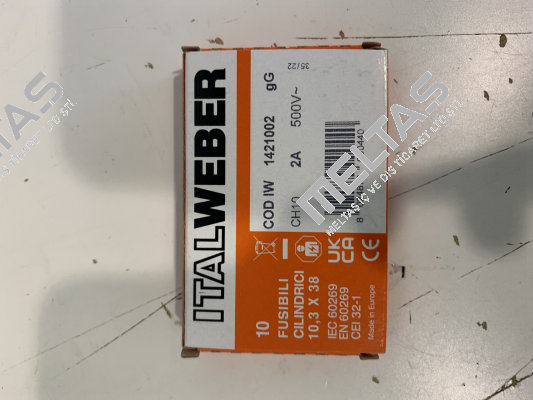 ITALWEBER
COD IW 1421002 gG
2A 500V~
35/22
10
FUSIBILI
CILINDRICI
10,3 X 38
IEC 60269
EN 60269
CEI 32-1
Made in Europe
UK
CA
CE
MELTAS
MELTAS İÇ VE DIŞ TİCARET LTD ŞTİ
MELTAS